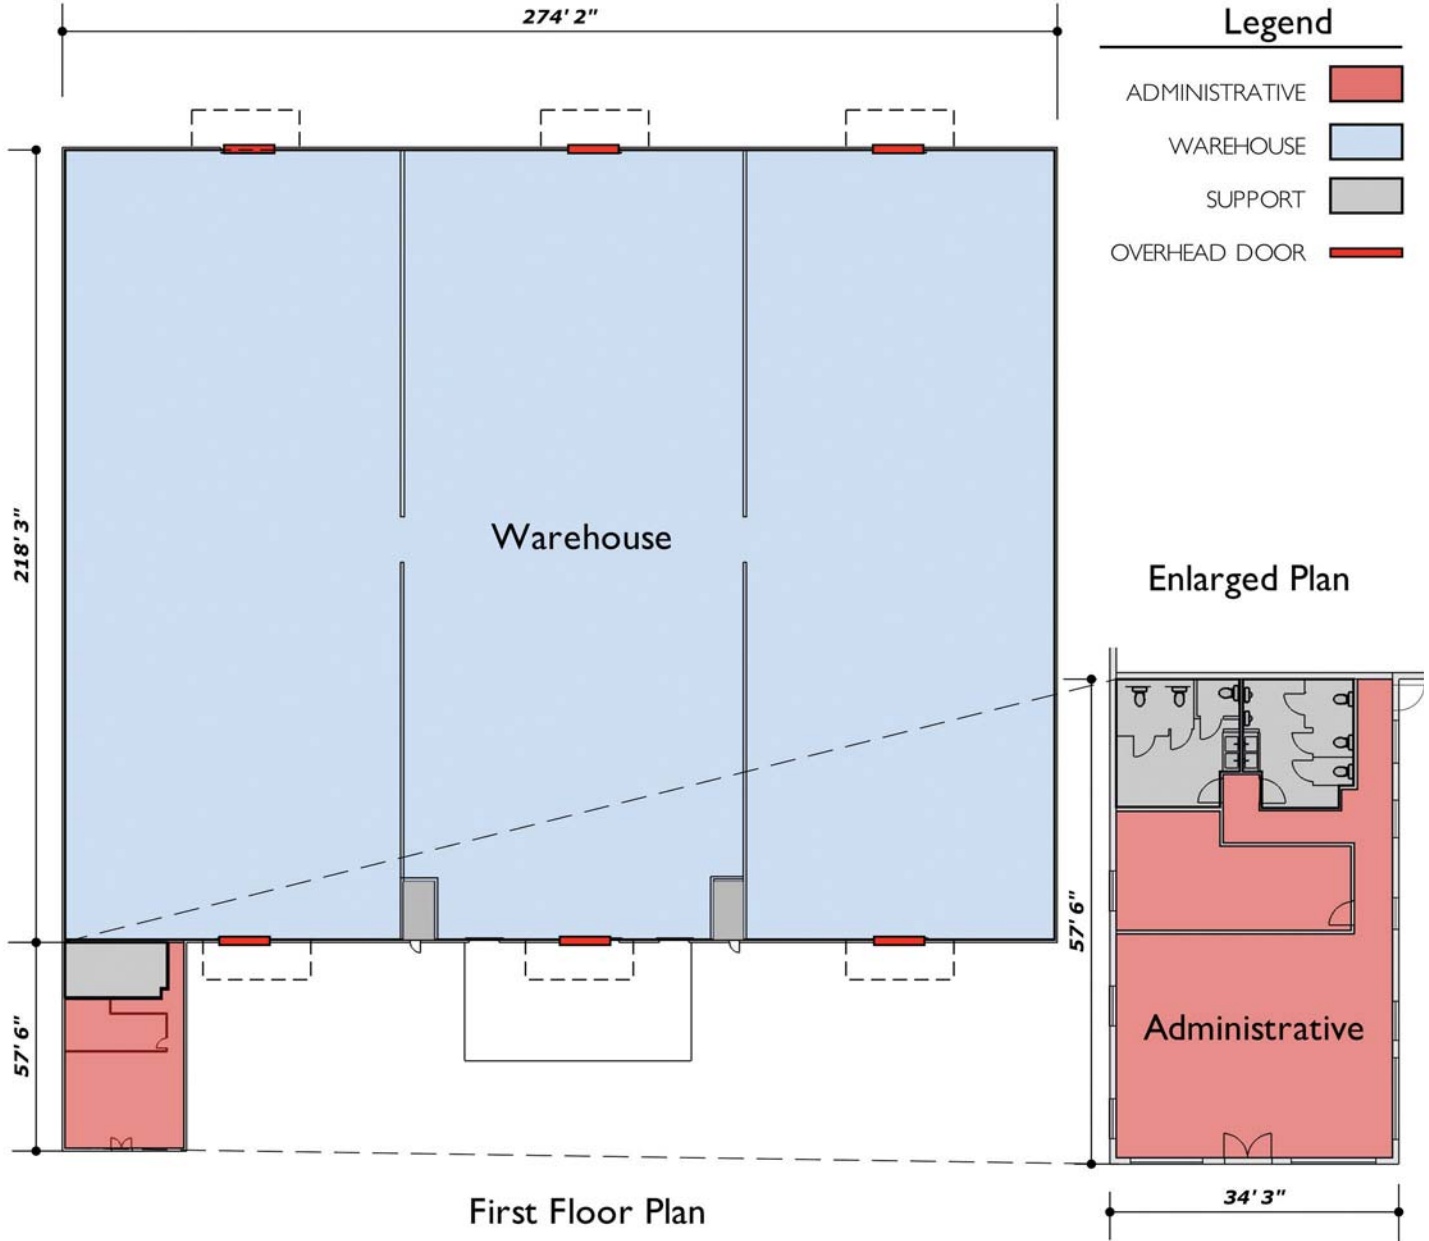 274' 2"
Legend
ADMINISTRATIVE
WAREHOUSE
SUPPORT
OVERHEAD DOOR
218' 3"
Warehouse
Enlarged Plan
57' 6"
57' 6"
Administrative
34' 3"
First Floor Plan